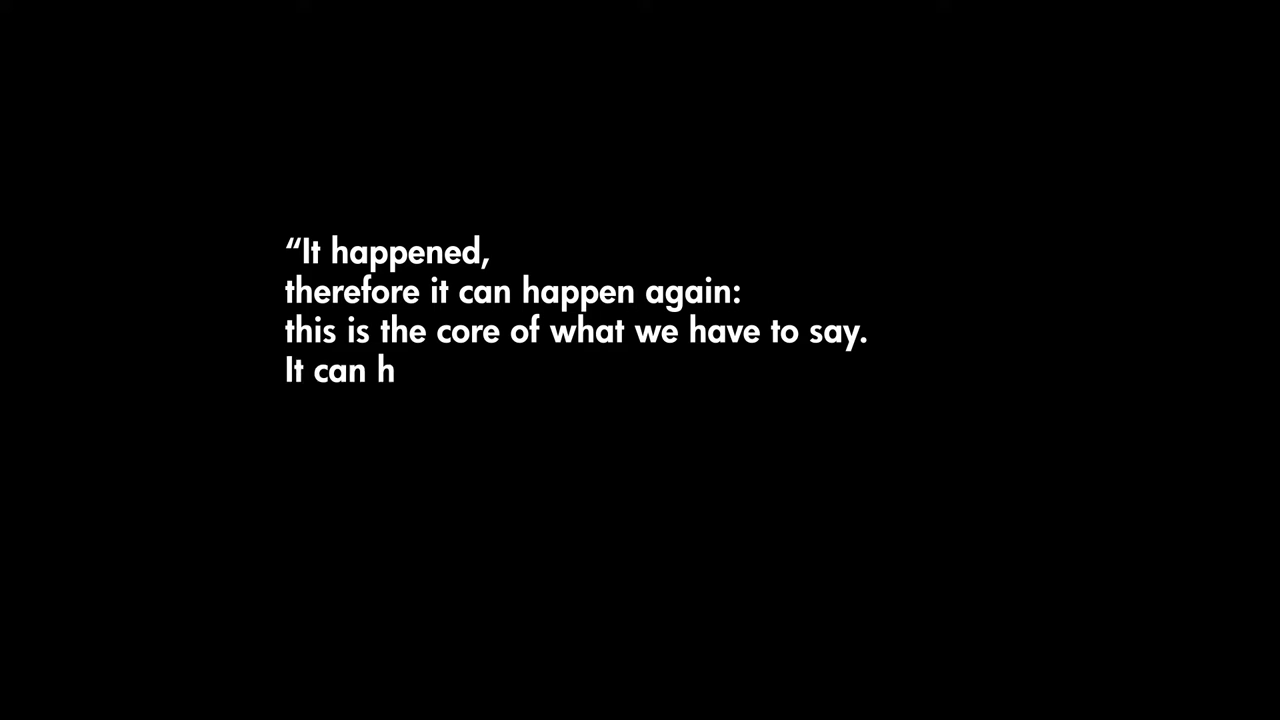 “It happened,
therefore it can happen again:
this is the core of what we have to say.
It can h